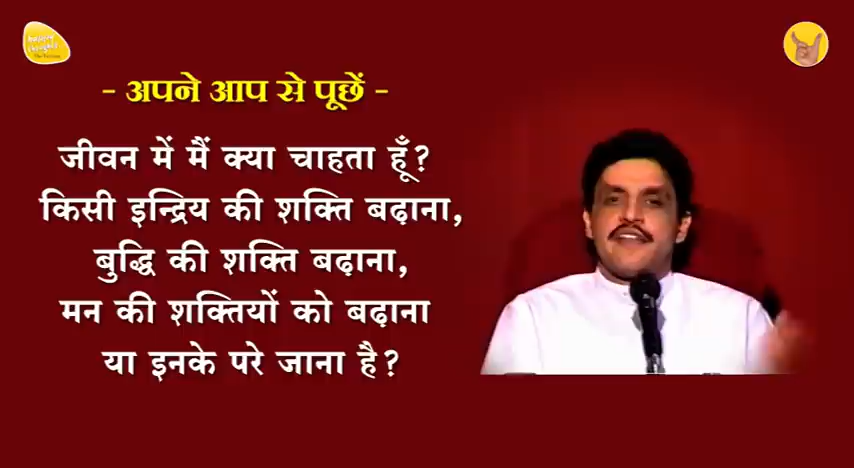 - अपने आप से पूछें -
जीवन में मैं क्या चाहता हूँ?
किसी इन्द्रिय की शक्ति बढ़ाना,
बुद्धि की शक्ति बढ़ाना,
मन की शक्तियों को बढ़ाना
या इनके परे जाना है?